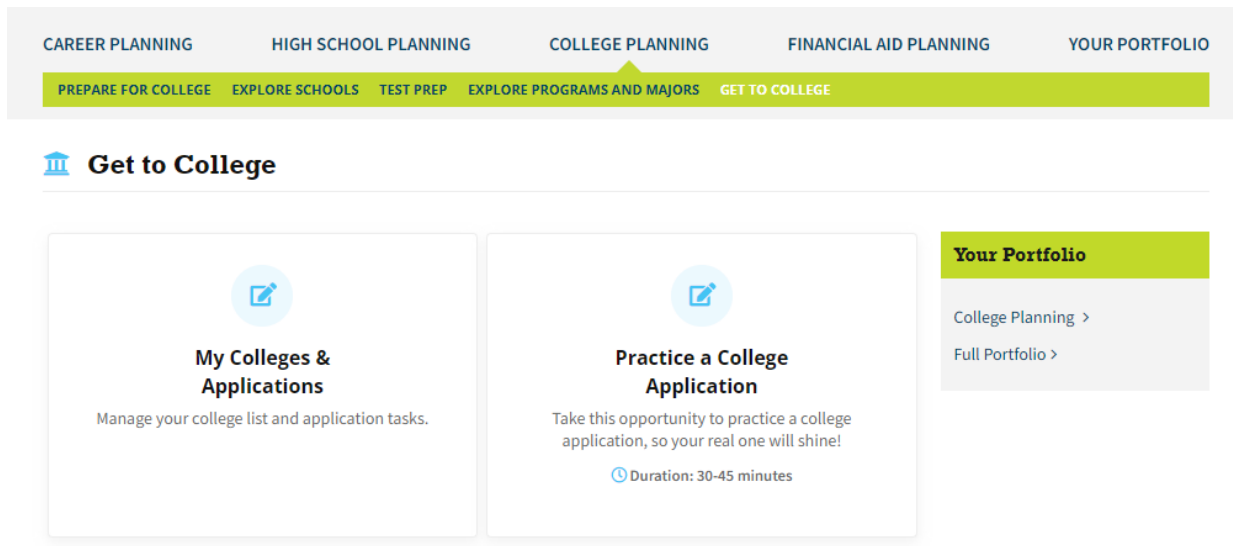 CAREER PLANNING HIGH SCHOOL PLANNING COLLEGE PLANNING FINANCIAL AID PLANNING YOUR PORTFOLIO
PREPARE FOR COLLEGE EXPLORE SCHOOLS TEST PREP EXPLORE PROGRAMS AND MAJORS GET TO COLLEGE
Get to College
My Colleges &
Applications
Manage your college list and application tasks.
Practice a College
Application
Take this opportunity to practice a college
application, so your real one will shine!
Duration: 30-45 minutes
Your Portfolio
College Planning >
Full Portfolio >